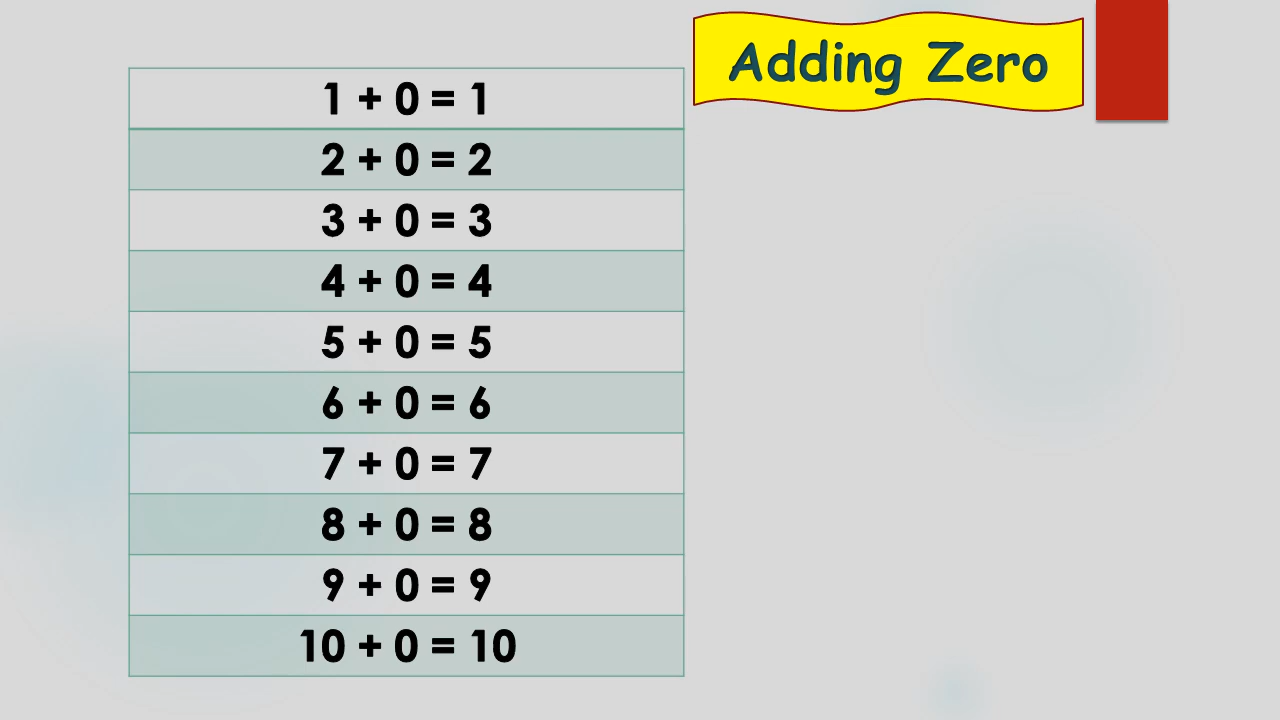 Adding Zero
1 + 0 = 1
2 + 0 = 2
3 + 0 = 3
4 + 0 = 4
5 + 0 = 5
6 + 0 = 6
7 + 0 = 7
8 + 0 = 8
9 + 0 = 9
10 + 0 = 10